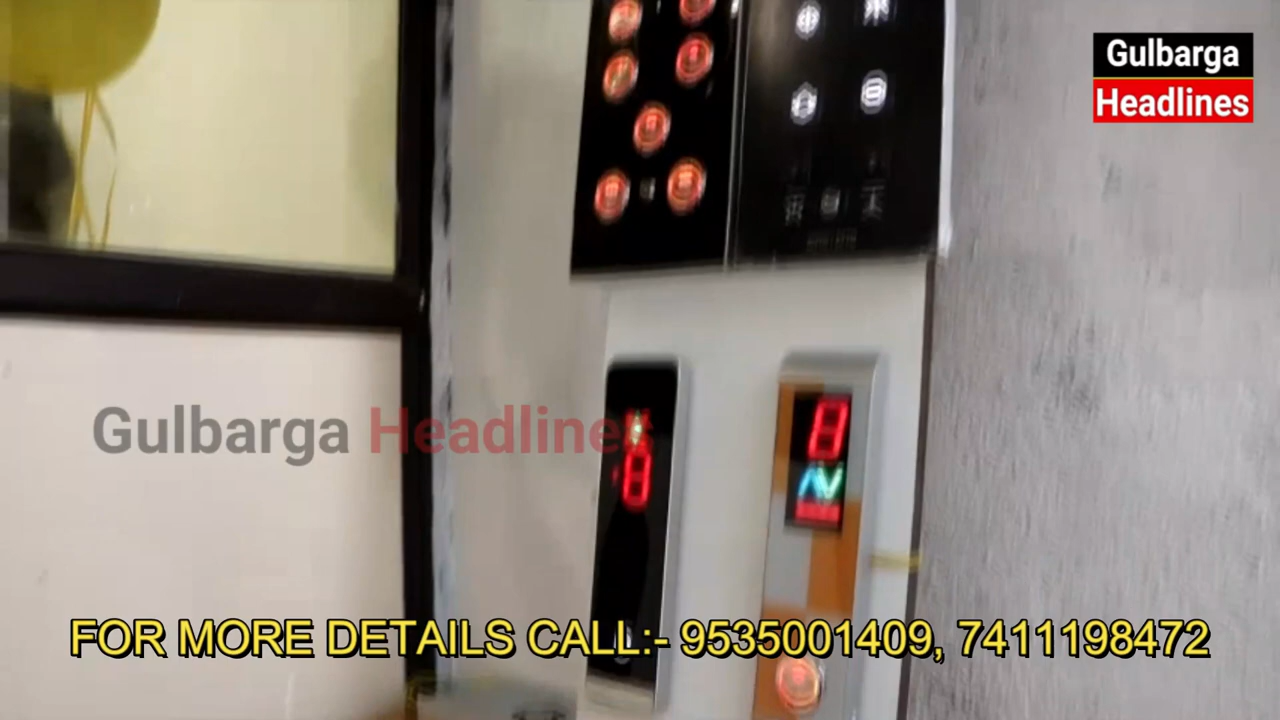 Gulbarga
Headlines
Gulbarga Headlines
FOR MORE DETAILS CALL:- 9535001409, 7411198472